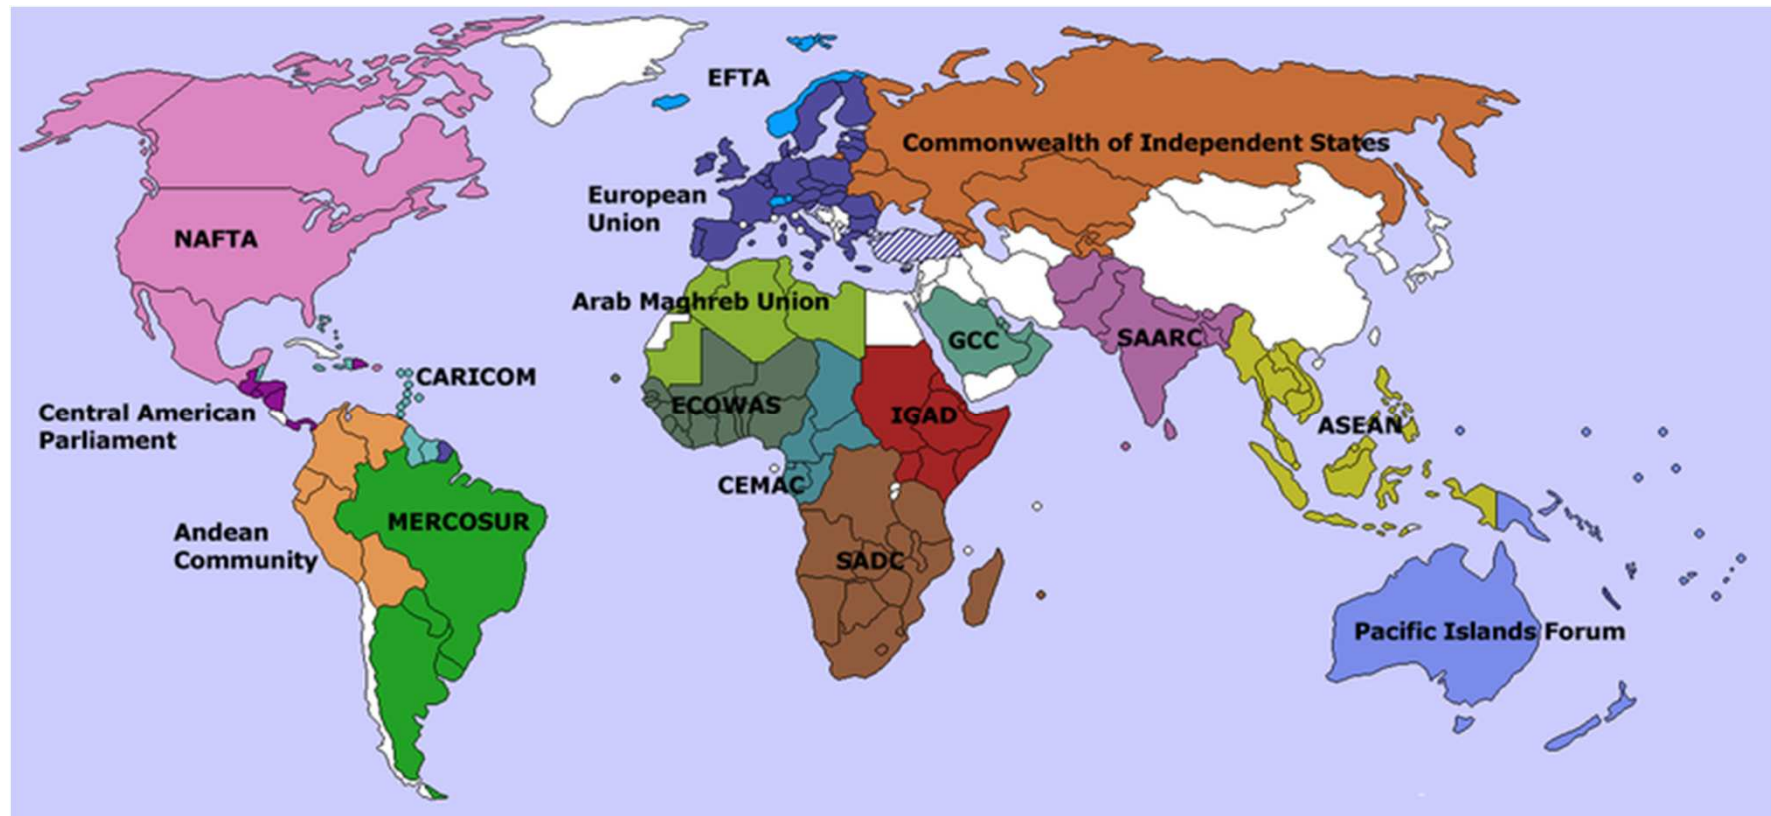 EFTA
Commonwealth of Independent States
European
Union
NAFTA
Arab Maghreb Union
GCC
SAARC
CARICOM
Central American
Parliament
ECOWAS
IGAD
ASEAN
CEMAC
MERCOSUR
Andean
Community
SADC
Pacific Islands Forum